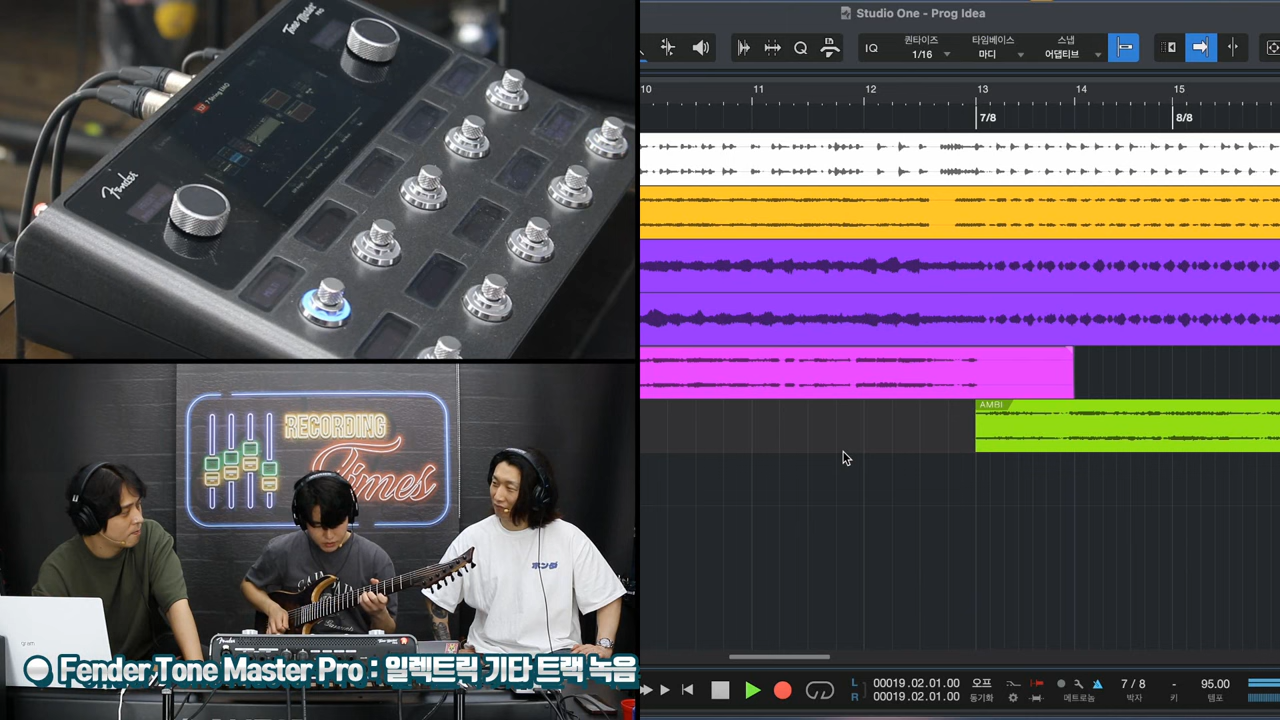 Tone Master
PRO
Fender
RECORDING
Times
ボンダ
gram
Fender Tone Master Pro : 일렉트릭 기타 트랙 녹음
Studio One - Prog Idea
IQ
퀀타이즈
1/16
타임베이스
마디
스냅
어댑티브
10
11
12
13
14
15
7/8
8/8
AMBI
L
R
00019.02.01.00
00019.02.01.00
오프
동기화
메트로놈
7 / 8
박자
키
95.00
템포